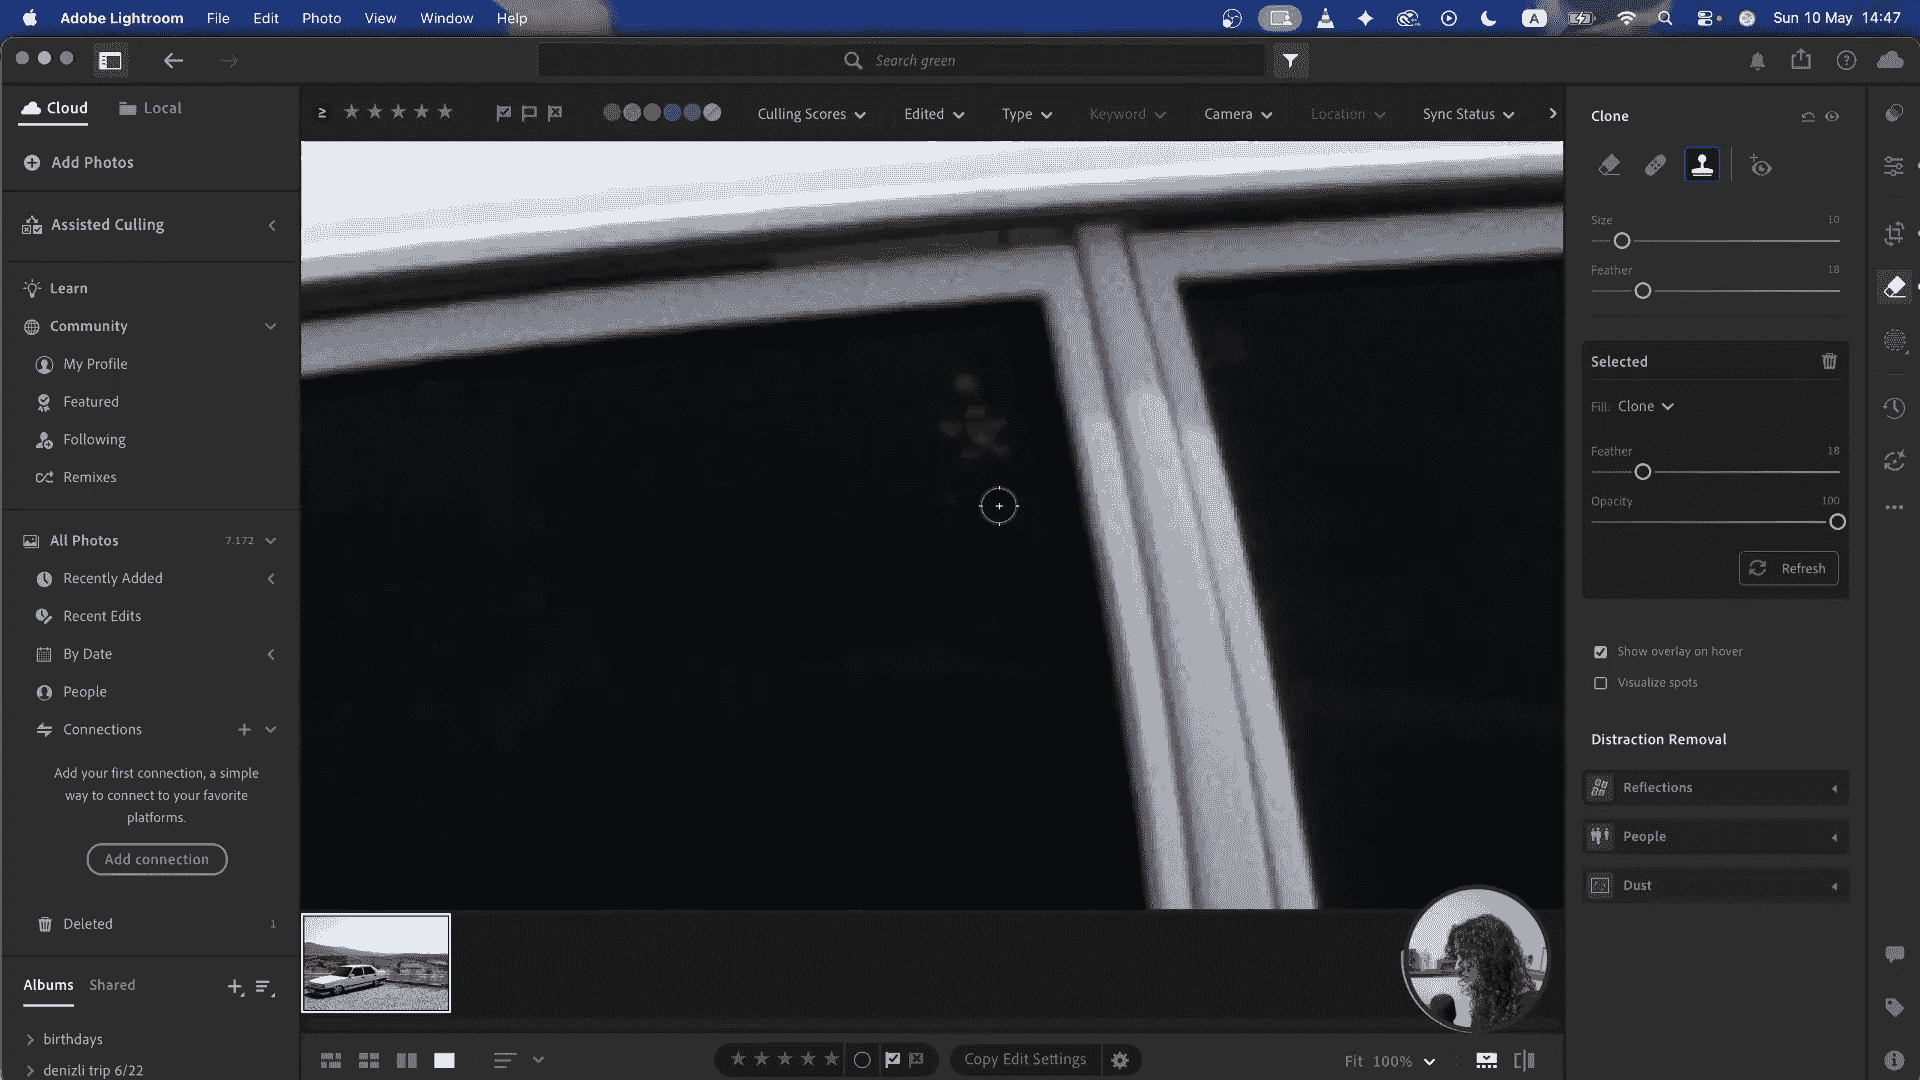 Adobe Lightroom File Edit Photo View Window Help A Sun 10 May 14:47
Search green
Cloud Local
≥ Culling Scores Edited Type Keyword Camera Location Sync Status
Add Photos
Assisted Culling
Learn
Community
My Profile
Featured
Following
Remixes
All Photos 7.172
Recently Added
Recent Edits
By Date
People
Connections
Add your first connection, a simple
way to connect to your favorite
platforms.
Add connection
Deleted 1
Albums Shared
birthdays
denizli trip 6/22
Copy Edit Settings
Fit 100%
Clone
Size 10
Feather 18
Selected
Fill: Clone
Feather 18
Opacity 100
Refresh
Show overlay on hover
Visualize spots
Distraction Removal
Reflections
People
Dust